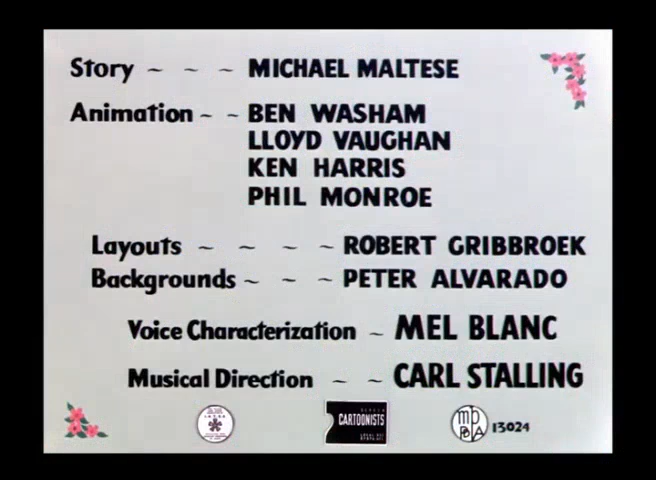 Story ~ ~ ~ MICHAEL MALTESE
Animation ~ ~ BEN WASHAM
LLOYD VAUGHAN
KEN HARRIS
PHIL MONROE
Layouts ~ ~ ~ ~ ROBERT GRIBBROEK
Backgrounds ~ ~ ~ PETER ALVARADO
Voice Characterization ~ MEL BLANC
Musical Direction ~ ~ CARL STALLING
SCREEN
CARTOONISTS
13024